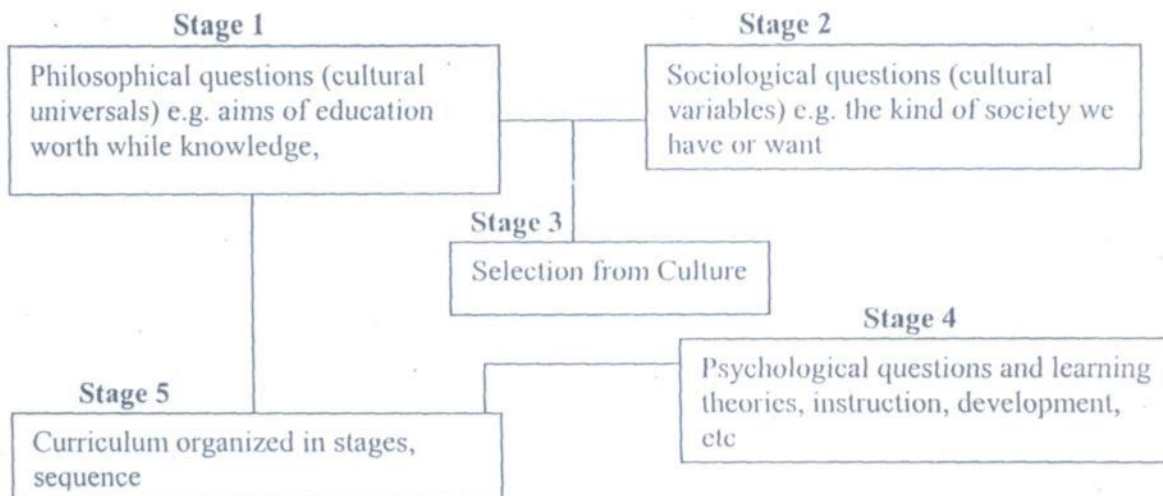 Stage 1
Philosophical questions (cultural
universals) e.g. aims of education
worth while knowledge,
Stage 2
Sociological questions (cultural
variables) e.g. the kind of society we
have or want
Stage 3
Selection from Culture
Stage 4
Psychological questions and learning
theories, instruction, development,
etc
Stage 5
Curriculum organized in stages,
sequence